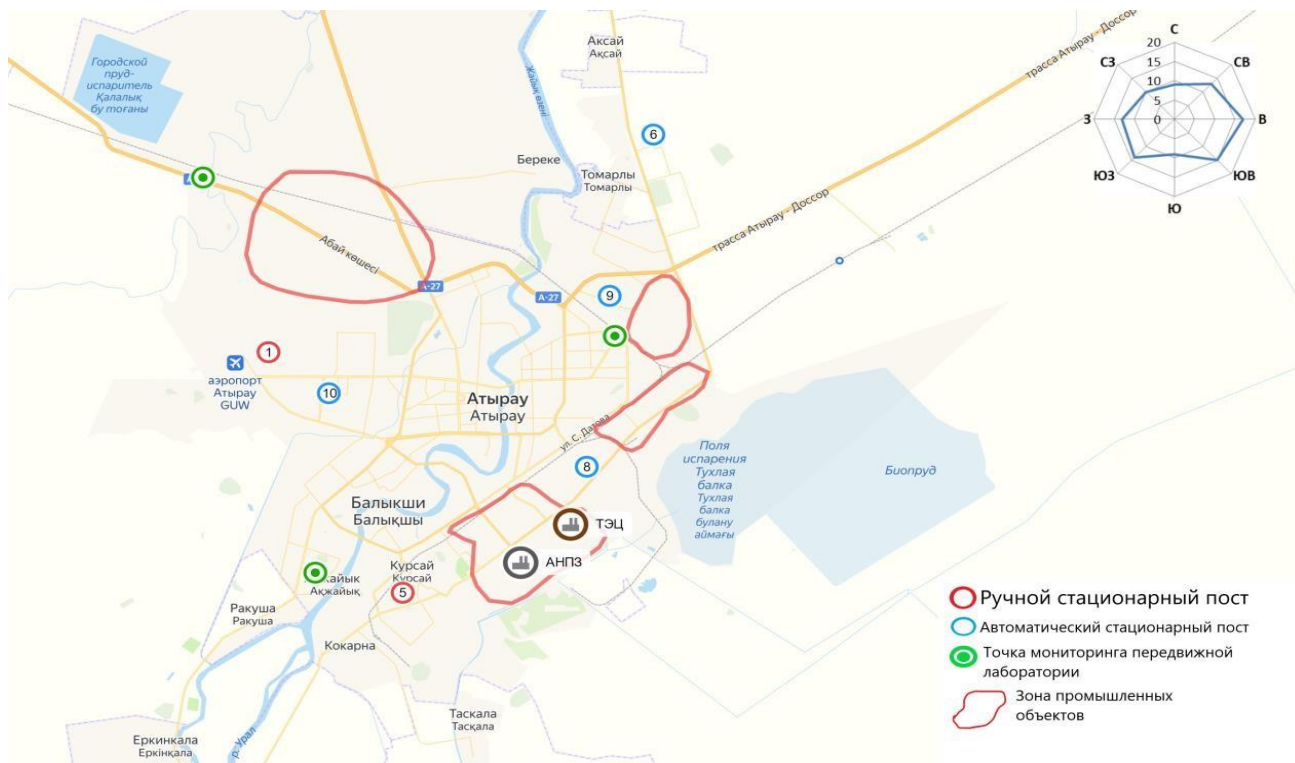 Городской
пруд-
испаритель
Қалалық
бу тоғаны
Аксай
Ақсай
Жайық өзені
трасса Атырау - Доссор
С
СВ
В
ЮВ
Ю
ЮЗ
З
СЗ
20
15
10
5
0
6
Береке
Томарлы
Томарлы
трасса Атырау - Доссор
Абай көшесі
А-27
А-27
9
1
аэропорт
Атырау
GUW
10
Атырау
Атырау
ул. С. Датова
8
Поля
испарения
Тухлая
балка
Тухлая
балка
булану
аймағы
Биопруд
Балыкши
Балықшы
ТЭЦ
АНПЗ
Курсай
Курсай
5
Ақжайық
Ракуша
Ракуша
Кокарна
Таскала
Тасқала
Еркинкала
Еркінқала
р. Урал
Ручной стационарный пост
Автоматический стационарный пост
Точка мониторинга передвижной
лаборатории
Зона промышленных
объектов